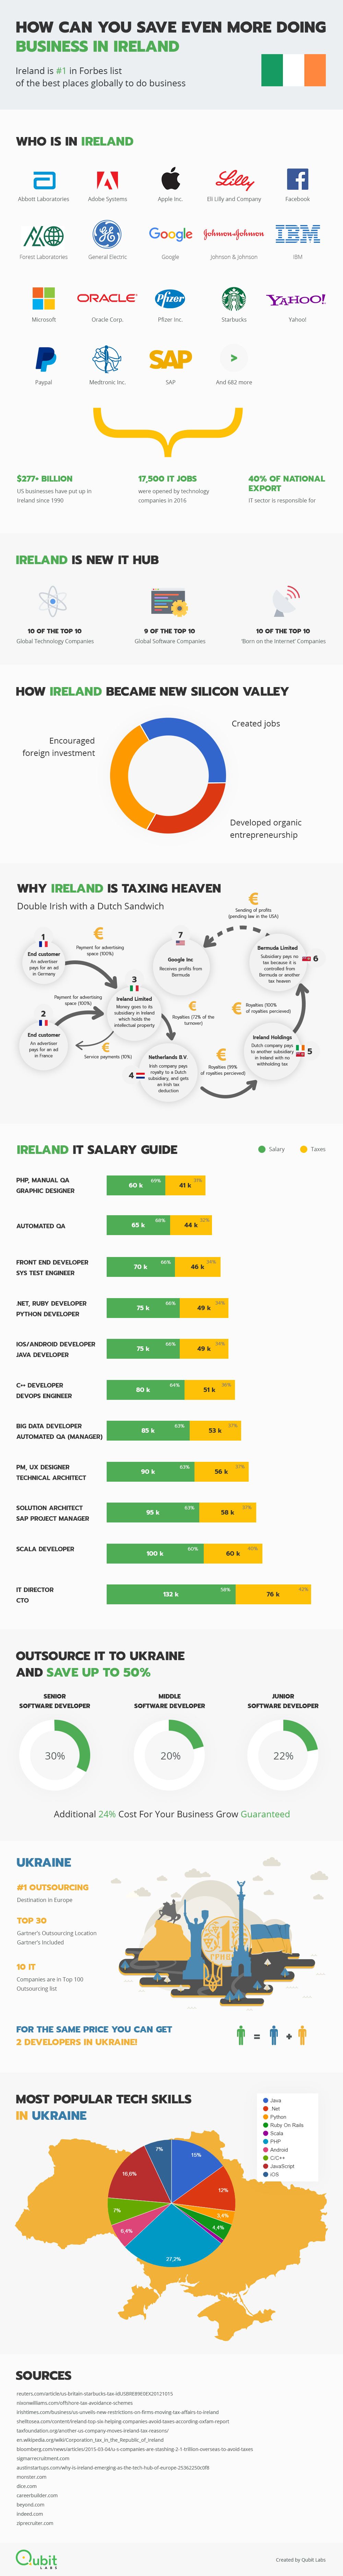 HOW CAN YOU SAVE EVEN MORE DOING
BUSINESS IN IRELAND
Ireland is #1 in Forbes list
of the best places globally to do business
WHO IS IN IRELAND
Abbott Laboratories
Adobe Systems
Apple Inc.
Lilly
Eli Lilly and Company
Facebook
Forest Laboratories
General Electric
Google
Google
Johnson & Johnson
Johnson & Johnson
IBM
IBM
Microsoft
ORACLE
Oracle Corp.
Pfizer
Pfizer Inc.
Starbucks
YAHOO!
Yahoo!
Paypal
Medtronic Inc.
SAP
SAP
>
And 682 more
$277+ BILLION
US businesses have put up in
Ireland since 1990
17,500 IT JOBS
were opened by technology
companies in 2016
40% OF NATIONAL
EXPORT
IT sector is responsible for
IRELAND IS NEW IT HUB
10 OF THE TOP 10
Global Technology Companies
9 OF THE TOP 10
Global Software Companies
10 OF THE TOP 10
'Born on the Internet' Companies
HOW IRELAND BECAME NEW SILICON VALLEY
Created jobs
Encouraged
foreign investment
Developed organic
entrepreneurship
WHY IRELAND IS TAXING HEAVEN
Double Irish with a Dutch Sandwich
1
End customer
An advertiser
pays for an ad
in Germany
€
Payment for advertising
space (100%)
2
End customer
An advertiser
pays for an ad
in France
Payment for advertising
space (100%)
€
Service payments (10%)
3
Ireland Limited
Money goes to its
subsidiary in Ireland
which holds the
intellectual property
€
Royalties (72% of the
turnover)
4
Netherlands B.V.
Irish company pays
royalty to a Dutch
subsidiary, and gets
an Irish tax
deduction
€
Royalties (99%
of royalties percieved)
5
Ireland Holdings
Dutch company pays
to another subsidiary
in Ireland with no
withholding tax
€
Royalties (100%
of royalties percieved)
6
Bermuda Limited
Subsidiary pays no
tax because it is
controlled from
Bermuda or another
tax heaven
€
Sending of profits
(pending law in the USA)
7
Google Inc
Receives profits from
Bermuda
IRELAND IT SALARY GUIDE
Salary
Taxes
PHP, MANUAL QA
GRAPHIC DESIGNER
60 k
69%
41 k
31%
AUTOMATED QA
65 k
68%
44 k
32%
FRONT END DEVELOPER
SYS TEST ENGINEER
70 k
66%
46 k
34%
.NET, RUBY DEVELOPER
PYTHON DEVELOPER
75 k
66%
49 k
34%
IOS/ANDROID DEVELOPER
JAVA DEVELOPER
75 k
66%
49 k
34%
C++ DEVELOPER
DEVOPS ENGINEER
80 k
64%
51 k
36%
BIG DATA DEVELOPER
AUTOMATED QA (MANAGER)
85 k
63%
53 k
37%
PM, UX DESIGNER
TECHNICAL ARCHITECT
90 k
63%
56 k
37%
SOLUTION ARCHITECT
SAP PROJECT MANAGER
95 k
63%
58 k
37%
SCALA DEVELOPER
100 k
60%
60 k
40%
IT DIRECTOR
CTO
132 k
58%
76 k
42%
OUTSOURCE IT TO UKRAINE
AND SAVE UP TO 50%
SENIOR
SOFTWARE DEVELOPER
30%
MIDDLE
SOFTWARE DEVELOPER
20%
JUNIOR
SOFTWARE DEVELOPER
22%
Additional 24% Cost For Your Business Grow Guaranteed
UKRAINE
#1 OUTSOURCING
Destination in Europe
TOP 30
Gartner's Outsourcing Location
Gartner's Included
10 IT
Companies are in Top 100
Outsourcing list
1
FOR THE SAME PRICE YOU CAN GET
2 DEVELOPERS IN UKRAINE!
=
+
MOST POPULAR TECH SKILLS
IN UKRAINE
Java
.Net
Python
Ruby On Rails
Scala
PHP
Android
C/C++
JavaScript
iOS
15%
12%
3,4%
4,4%
27,2%
6,4%
7%
16,6%
7%
SOURCES
reuters.com/article/us-britain-starbucks-tax-idUSBRE89E0EX20121015
nixonwilliams.com/offshore-tax-avoidance-schemes
irishtimes.com/business/us-unveils-new-restrictions-on-firms-moving-tax-affairs-to-ireland
shelltosea.com/content/ireland-top-six-helping-companies-avoid-taxes-according-oxfam-report
taxfoundation.org/another-us-company-moves-ireland-tax-reasons/
en.wikipedia.org/wiki/Corporation_tax_in_the_Republic_of_Ireland
bloomberg.com/news/articles/2015-03-04/u-s-companies-are-stashing-2-1-trillion-overseas-to-avoid-taxes
sigmarrecruitment.com
austinstartups.com/why-is-ireland-emerging-as-the-tech-hub-of-europe-25362250c0f8
monster.com
dice.com
careerbuilder.com
beyond.com
indeed.com
ziprecruiter.com
Qubit
LABS
Created by Qubit Labs